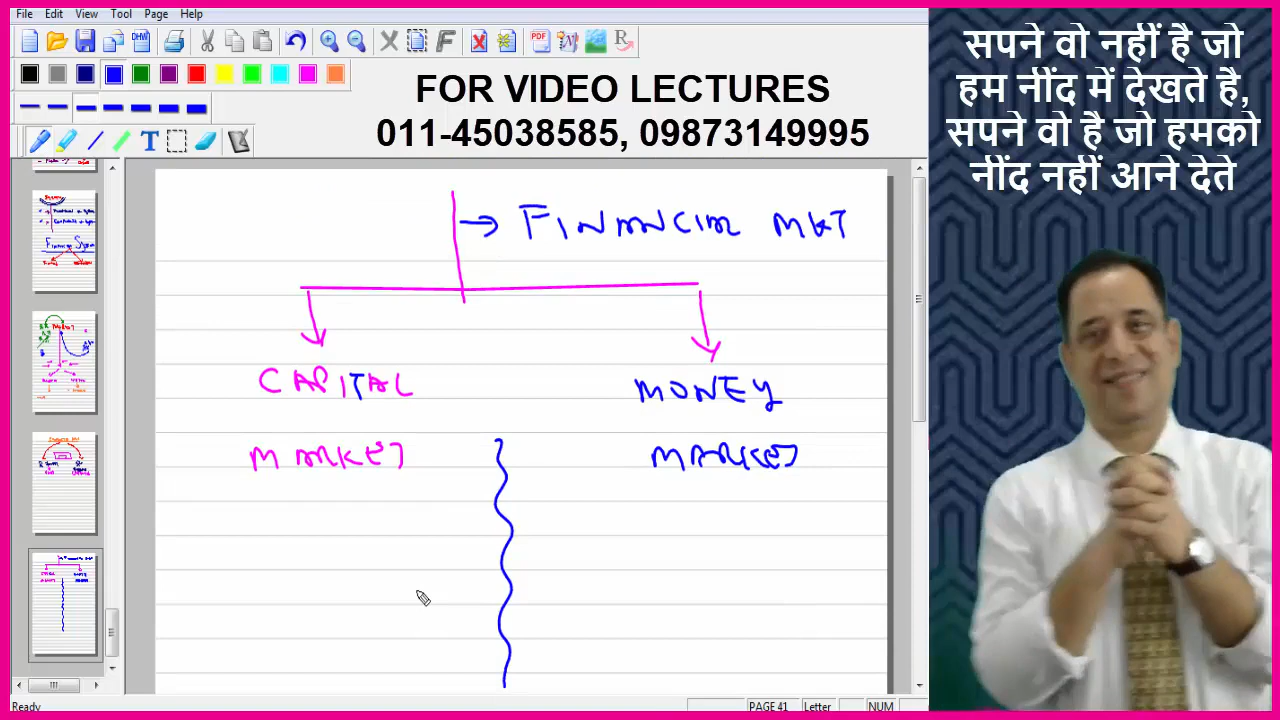 File Edit View Tool Page Help
FOR VIDEO LECTURES
011-45038585, 09873149995
सपने वो नहीं है जो
हम नींद में देखते है,
सपने वो है जो हमको
नींद नहीं आने देते
→ FINANCIAL MKT
CAPITAL
MARKET
MONEY
MARKET
Ready
PAGE 41 Letter NUM